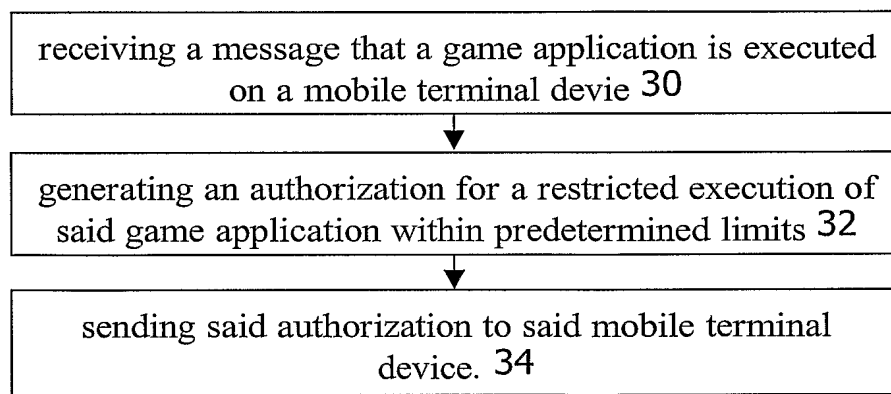 receiving a message that a game application is executed
on a mobile terminal devie 30
generating an authorization for a restricted execution of
said game application within predetermined limits 32
sending said authorization to said mobile terminal
device. 34